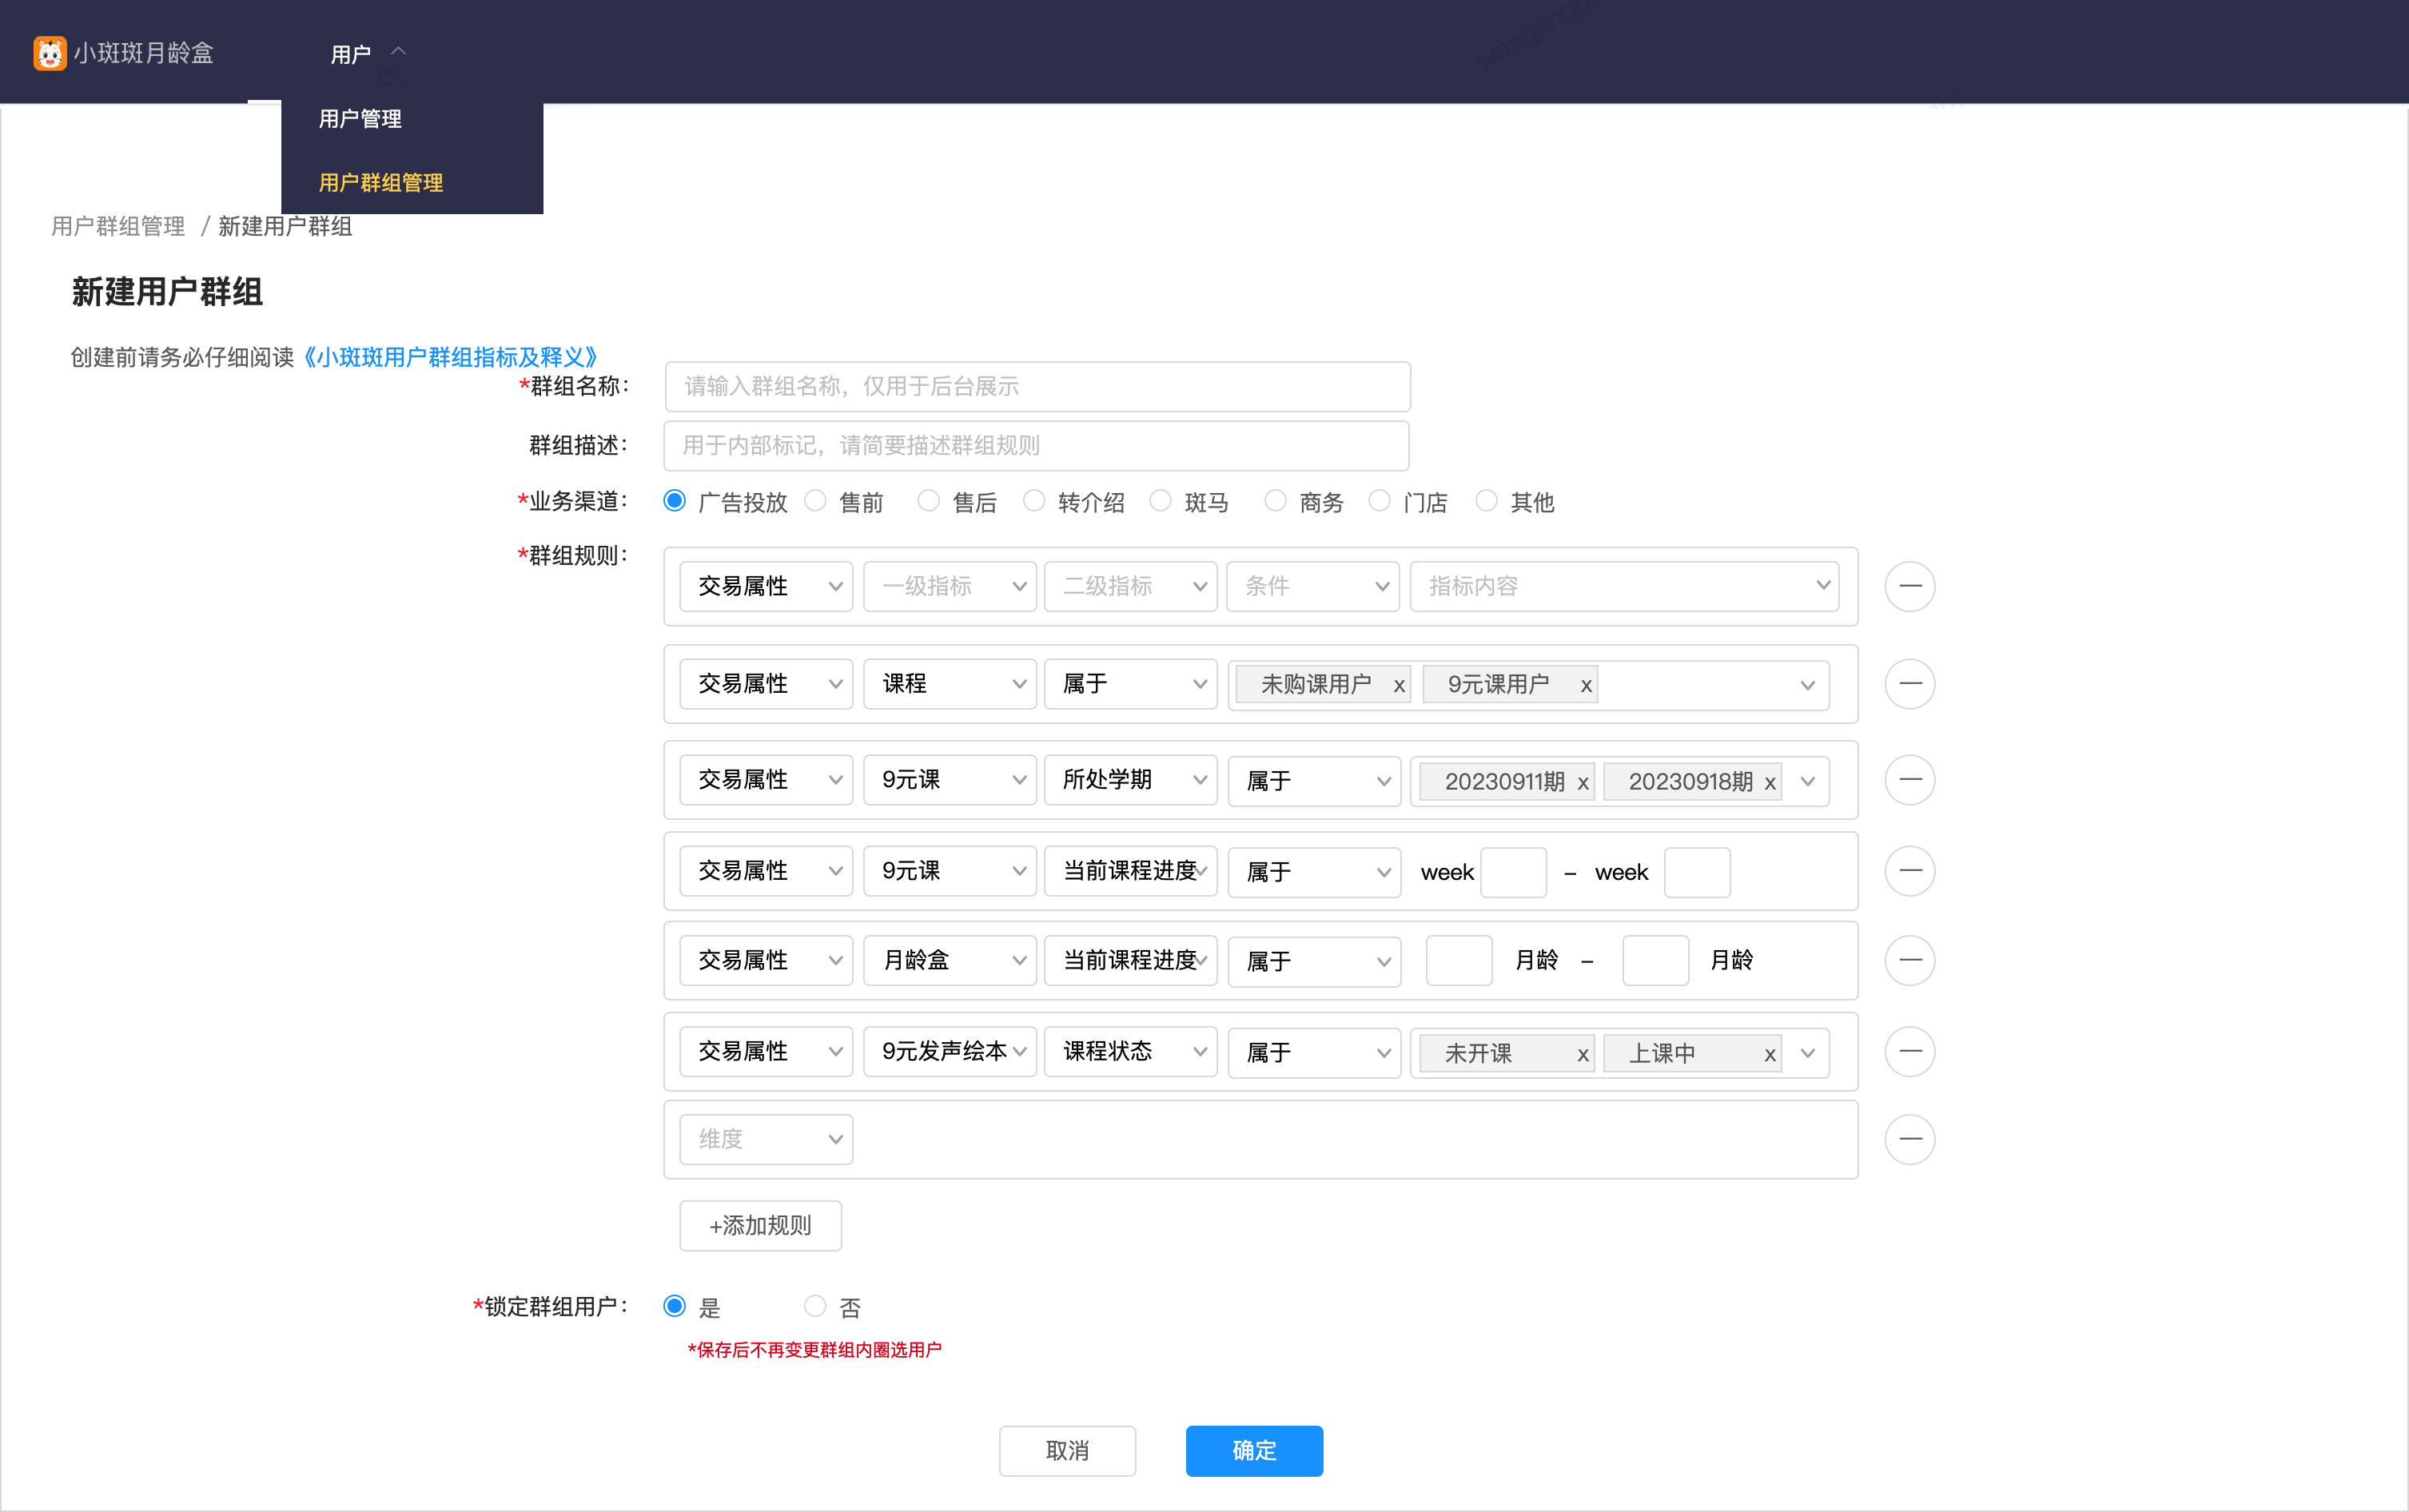 小斑斑月龄盒
用户
用户管理
用户群组管理
用户群组管理 / 新建用户群组
新建用户群组
创建前请务必仔细阅读《小斑斑用户群组指标及释义》
*群组名称： 请输入群组名称，仅用于后台展示
群组描述： 用于内部标记，请简要描述群组规则
*业务渠道： 广告投放 售前 售后 转介绍 斑马 商务 门店 其他
*群组规则：
交易属性 一级指标 二级指标 条件 指标内容
交易属性 课程 属于 未购课用户 x 9元课用户 x
交易属性 9元课 所处学期 属于 20230911期 x 20230918期 x
交易属性 9元课 当前课程进度 属于 week – week
交易属性 月龄盒 当前课程进度 属于 月龄 – 月龄
交易属性 9元发声绘本 课程状态 属于 未开课 x 上课中 x
维度
+添加规则
*锁定群组用户： 是 否
*保存后不再变更群组内圈选用户
取消 确定